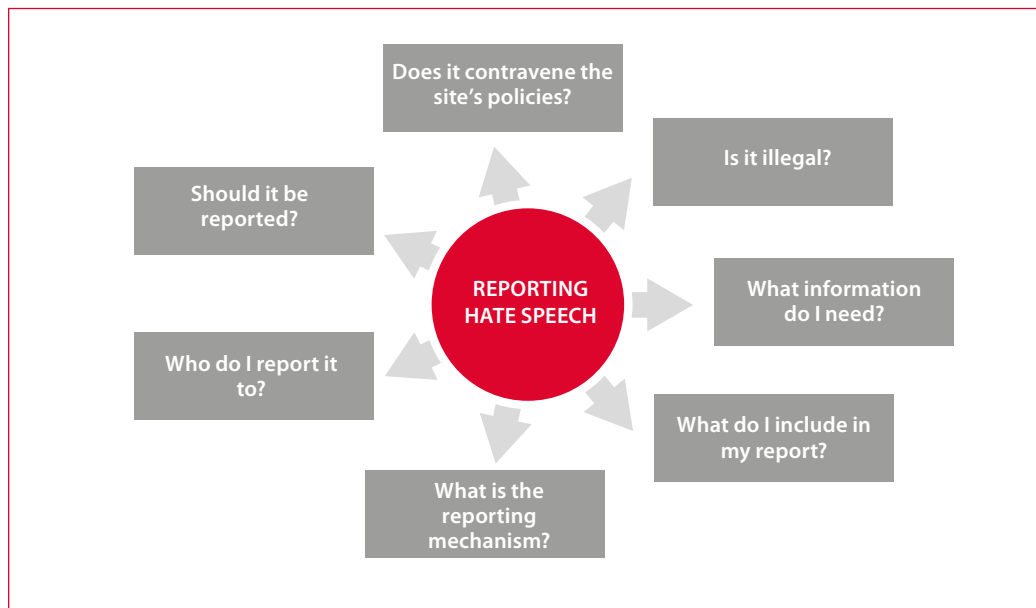 Does it contravene the
site's policies?
Is it illegal?
Should it be
reported?
REPORTING
HATE SPEECH
What information
do I need?
Who do I report it
to?
What do I include in
my report?
What is the
reporting
mechanism?